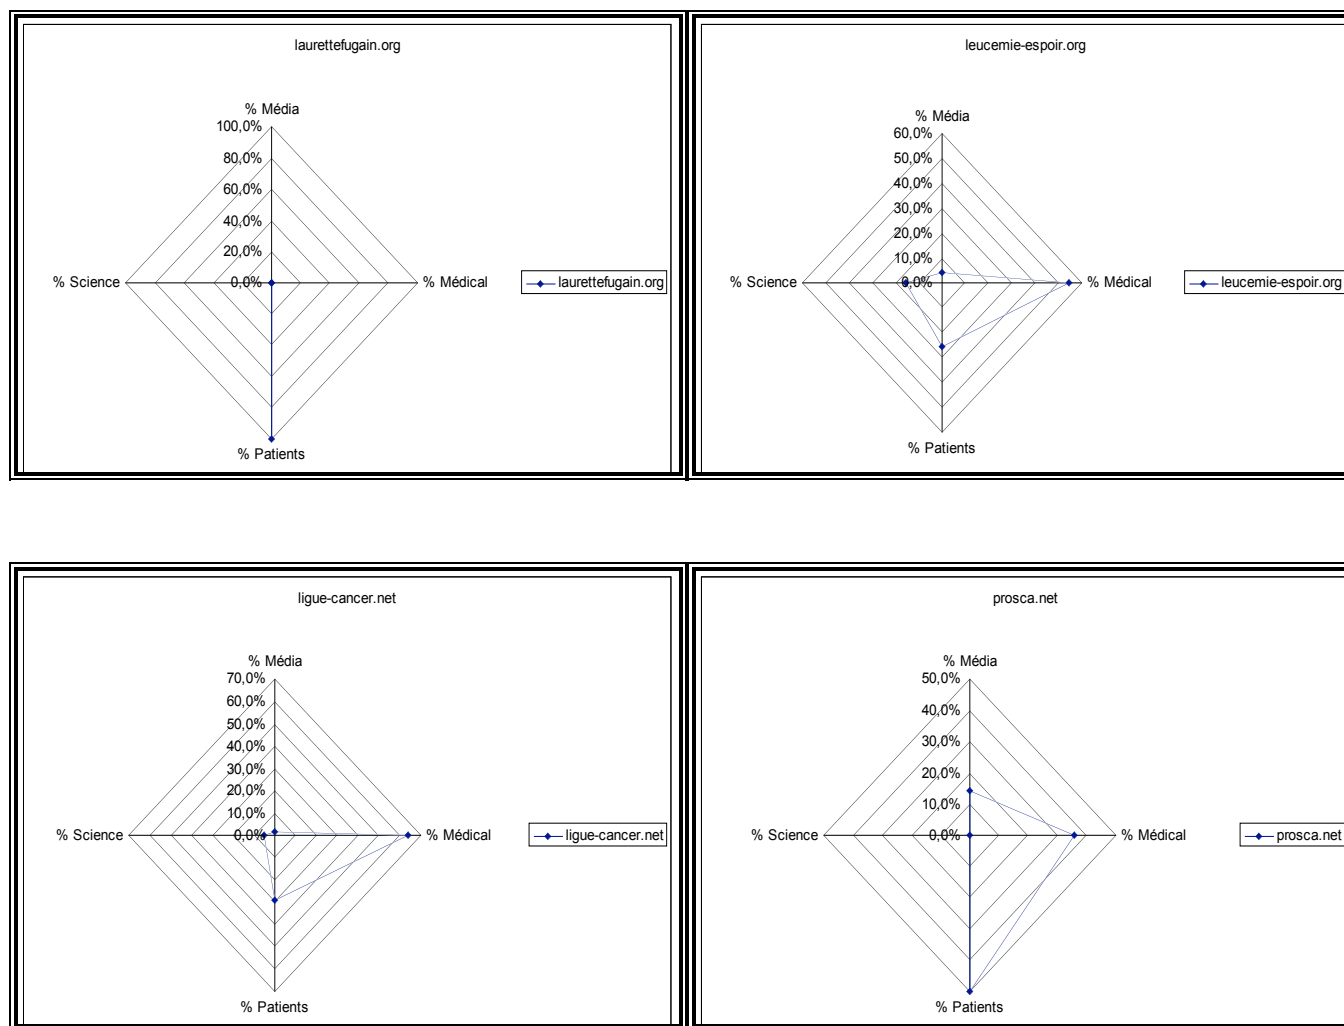 laurettefugain.org
% Média
100,0%
80,0%
60,0%
40,0%
20,0%
% Science
0,0%
% Médical
laurettefugain.org
% Patients
leucemie-espoir.org
% Média
60,0%
50,0%
40,0%
30,0%
20,0%
10,0%
% Science
0,0%
% Médical
leucemie-espoir.org
% Patients
ligue-cancer.net
% Média
70,0%
60,0%
50,0%
40,0%
30,0%
20,0%
10,0%
% Science
0,0%
% Médical
ligue-cancer.net
% Patients
prosca.net
% Média
50,0%
40,0%
30,0%
20,0%
10,0%
% Science
0,0%
% Médical
prosca.net
% Patients